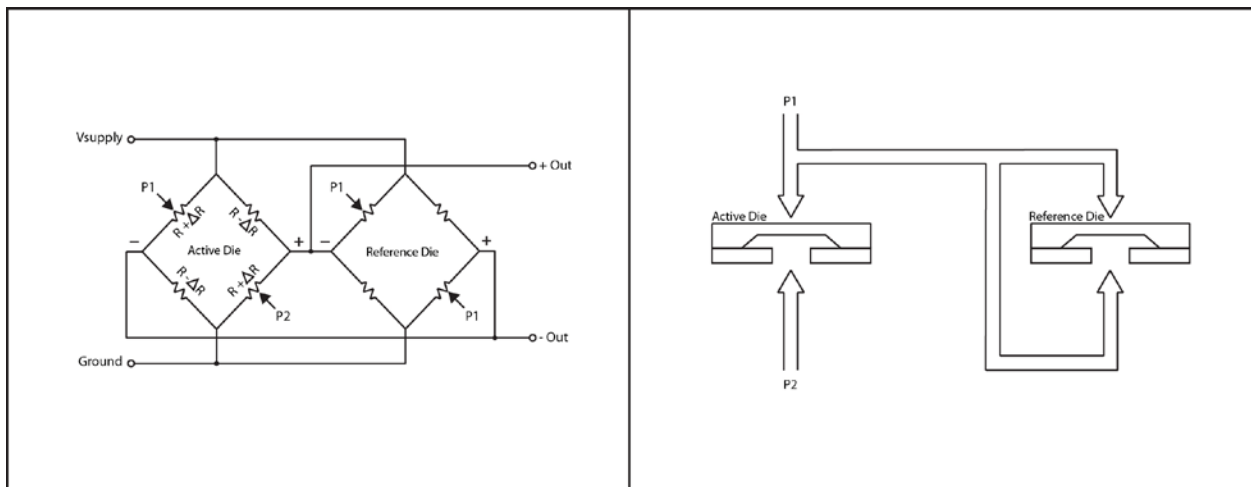 Vsupply
+ Out
P1
P1
R + ΔR
R - ΔR
− + −
Active Die
Reference Die
+
R - ΔR
R + ΔR
P2
P1
- Out
Ground
P1
Active Die
Reference Die
P2